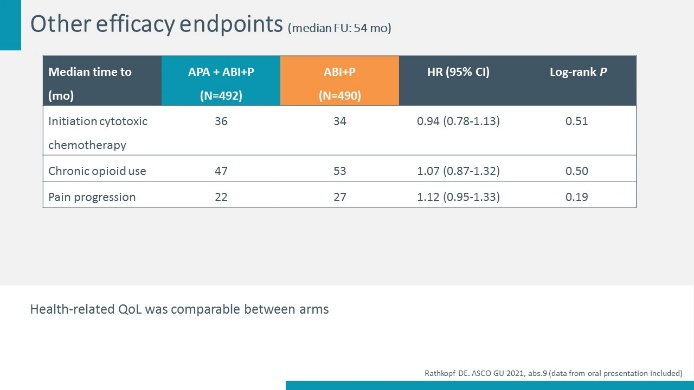 Other efficacy endpoints (median FU: 54 mo)
Median time to (mo) APA + ABI+P (N=492) ABI+P (N=490) HR (95% CI) Log-rank P
Initiation cytotoxic chemotherapy 36 34 0.94 (0.78-1.13) 0.51
Chronic opioid use 47 53 1.07 (0.87-1.32) 0.50
Pain progression 22 27 1.12 (0.95-1.33) 0.19
Health-related QoL was comparable between arms
Rathkopf DE. ASCO GU 2021, abs.9 (data from oral presentation included)